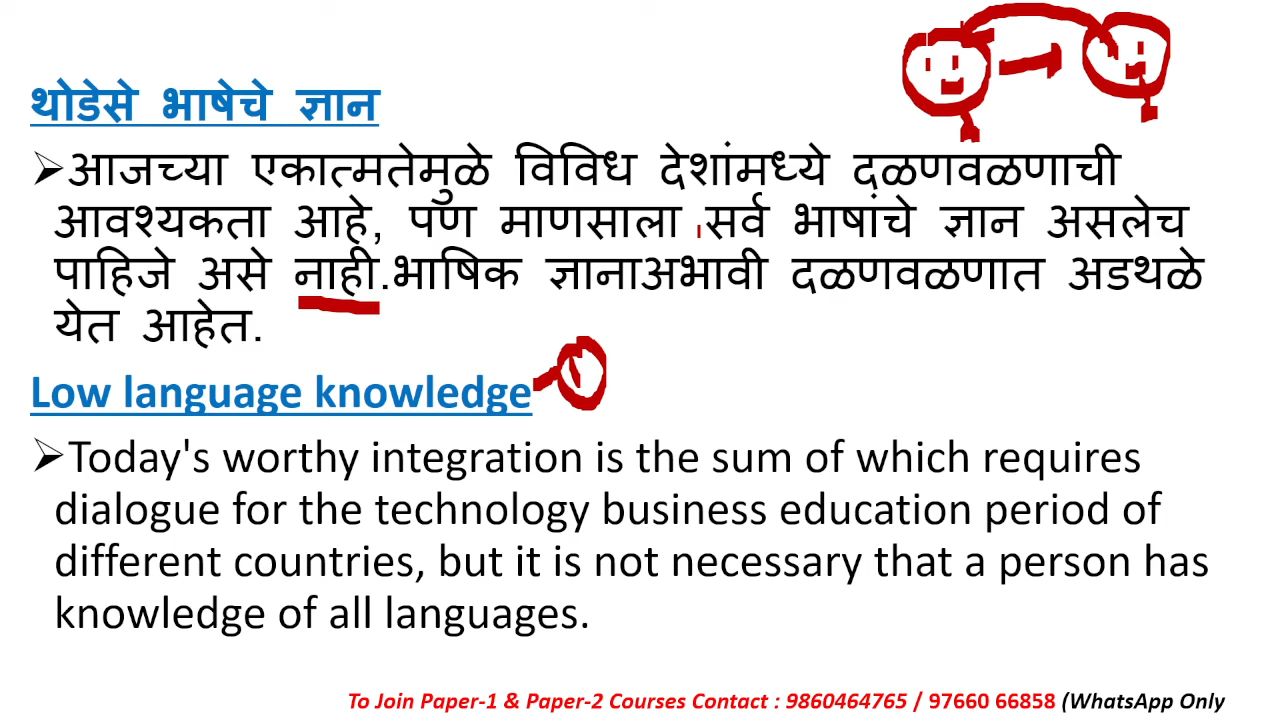 थोडेसे भाषेचे ज्ञान
➢आजच्या एकात्मतेमुळे विविध देशांमध्ये दळणवळणाची
आवश्यकता आहे, पण माणसाला सर्व भाषांचे ज्ञान असलेच
पाहिजे असे नाही.भाषिक ज्ञानाअभावी दळणवळणात अडथळे
येत आहेत.
Low language knowledge
➢Today's worthy integration is the sum of which requires
dialogue for the technology business education period of
different countries, but it is not necessary that a person has
knowledge of all languages.
To Join Paper-1 & Paper-2 Courses Contact : 9860464765 / 97660 66858 (WhatsApp Only